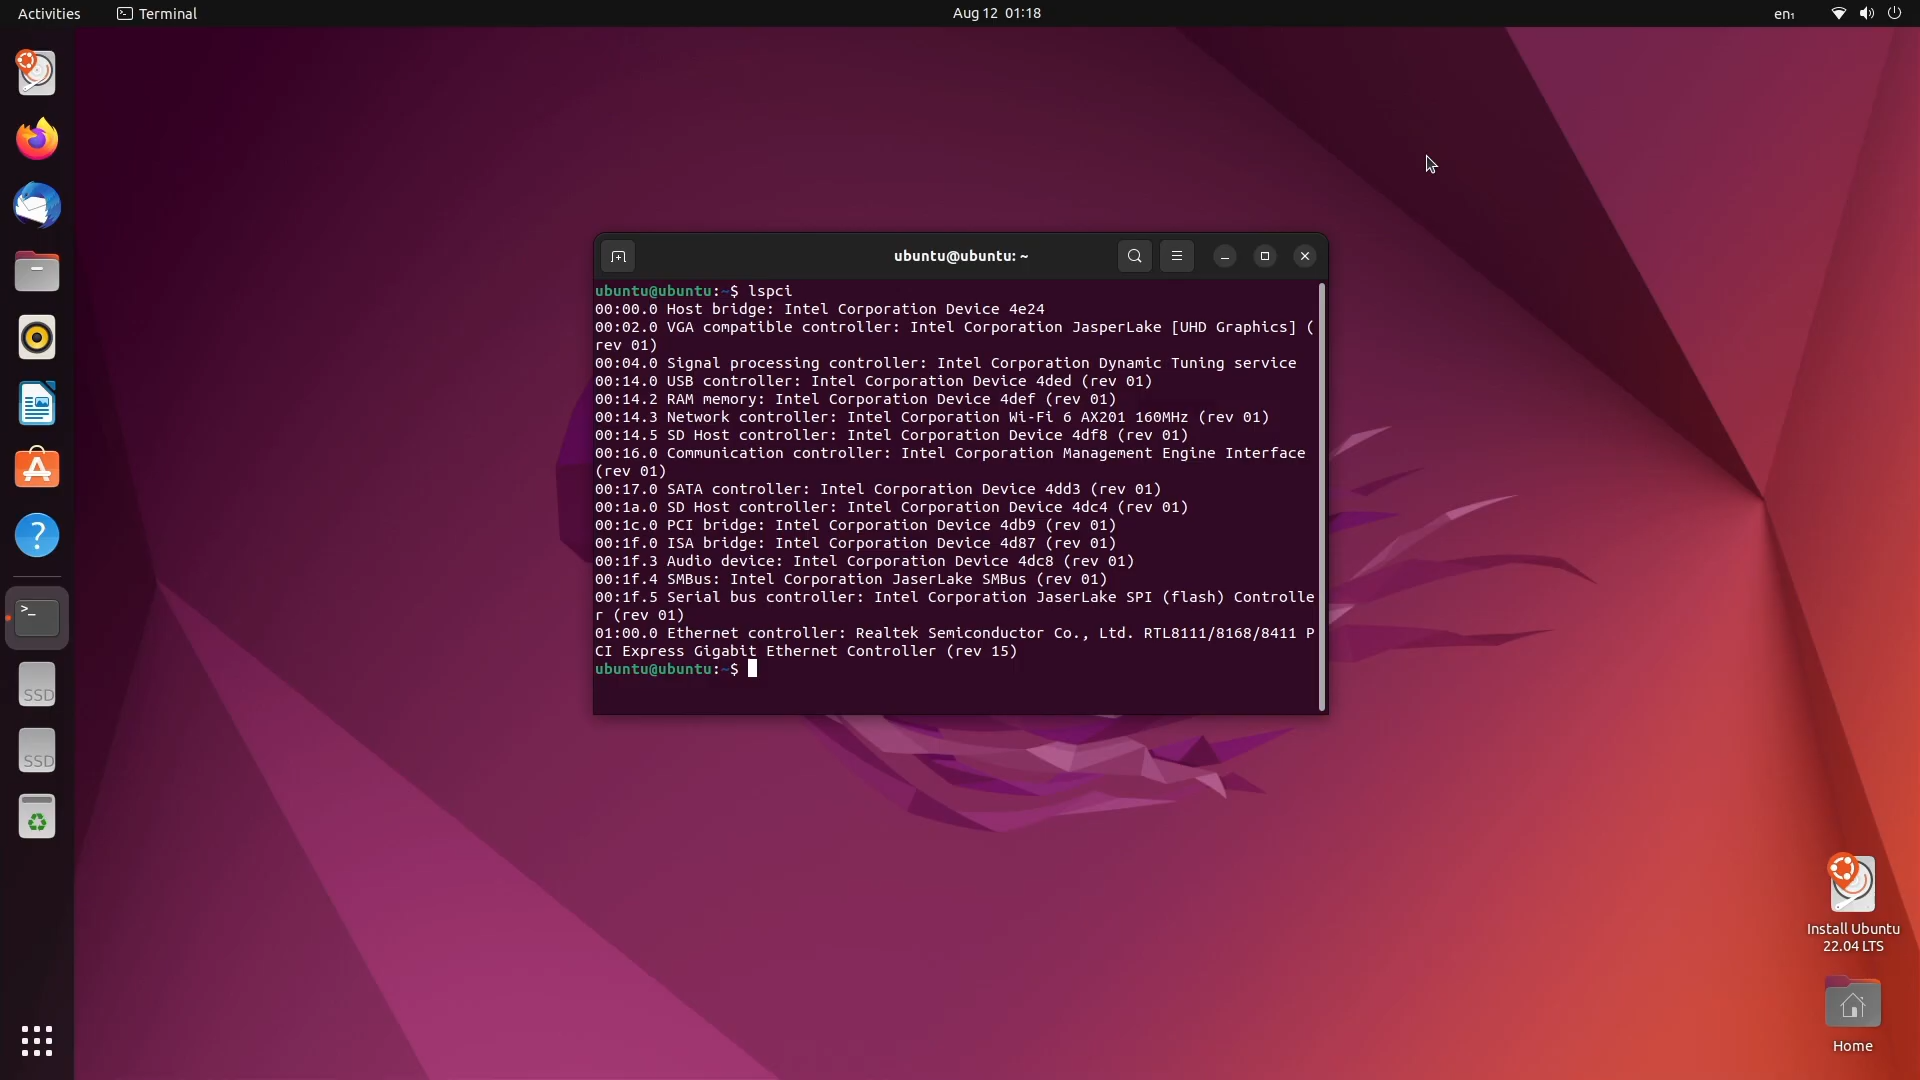 Activities
Terminal
Aug 12 01:18
en₁
ubuntu@ubuntu: ~
ubuntu@ubuntu:~$ lspci
00:00.0 Host bridge: Intel Corporation Device 4e24
00:02.0 VGA compatible controller: Intel Corporation JasperLake [UHD Graphics] (
rev 01)
00:04.0 Signal processing controller: Intel Corporation Dynamic Tuning service
00:14.0 USB controller: Intel Corporation Device 4ded (rev 01)
00:14.2 RAM memory: Intel Corporation Device 4def (rev 01)
00:14.3 Network controller: Intel Corporation Wi-Fi 6 AX201 160MHz (rev 01)
00:14.5 SD Host controller: Intel Corporation Device 4df8 (rev 01)
00:16.0 Communication controller: Intel Corporation Management Engine Interface
(rev 01)
00:17.0 SATA controller: Intel Corporation Device 4dd3 (rev 01)
00:1a.0 SD Host controller: Intel Corporation Device 4dc4 (rev 01)
00:1c.0 PCI bridge: Intel Corporation Device 4db9 (rev 01)
00:1f.0 ISA bridge: Intel Corporation Device 4d87 (rev 01)
00:1f.3 Audio device: Intel Corporation Device 4dc8 (rev 01)
00:1f.4 SMBus: Intel Corporation JaserLake SMBus (rev 01)
00:1f.5 Serial bus controller: Intel Corporation JaserLake SPI (flash) Controlle
r (rev 01)
01:00.0 Ethernet controller: Realtek Semiconductor Co., Ltd. RTL8111/8168/8411 P
CI Express Gigabit Ethernet Controller (rev 15)
ubuntu@ubuntu:~$
SSD
SSD
Install Ubuntu
22.04 LTS
Home